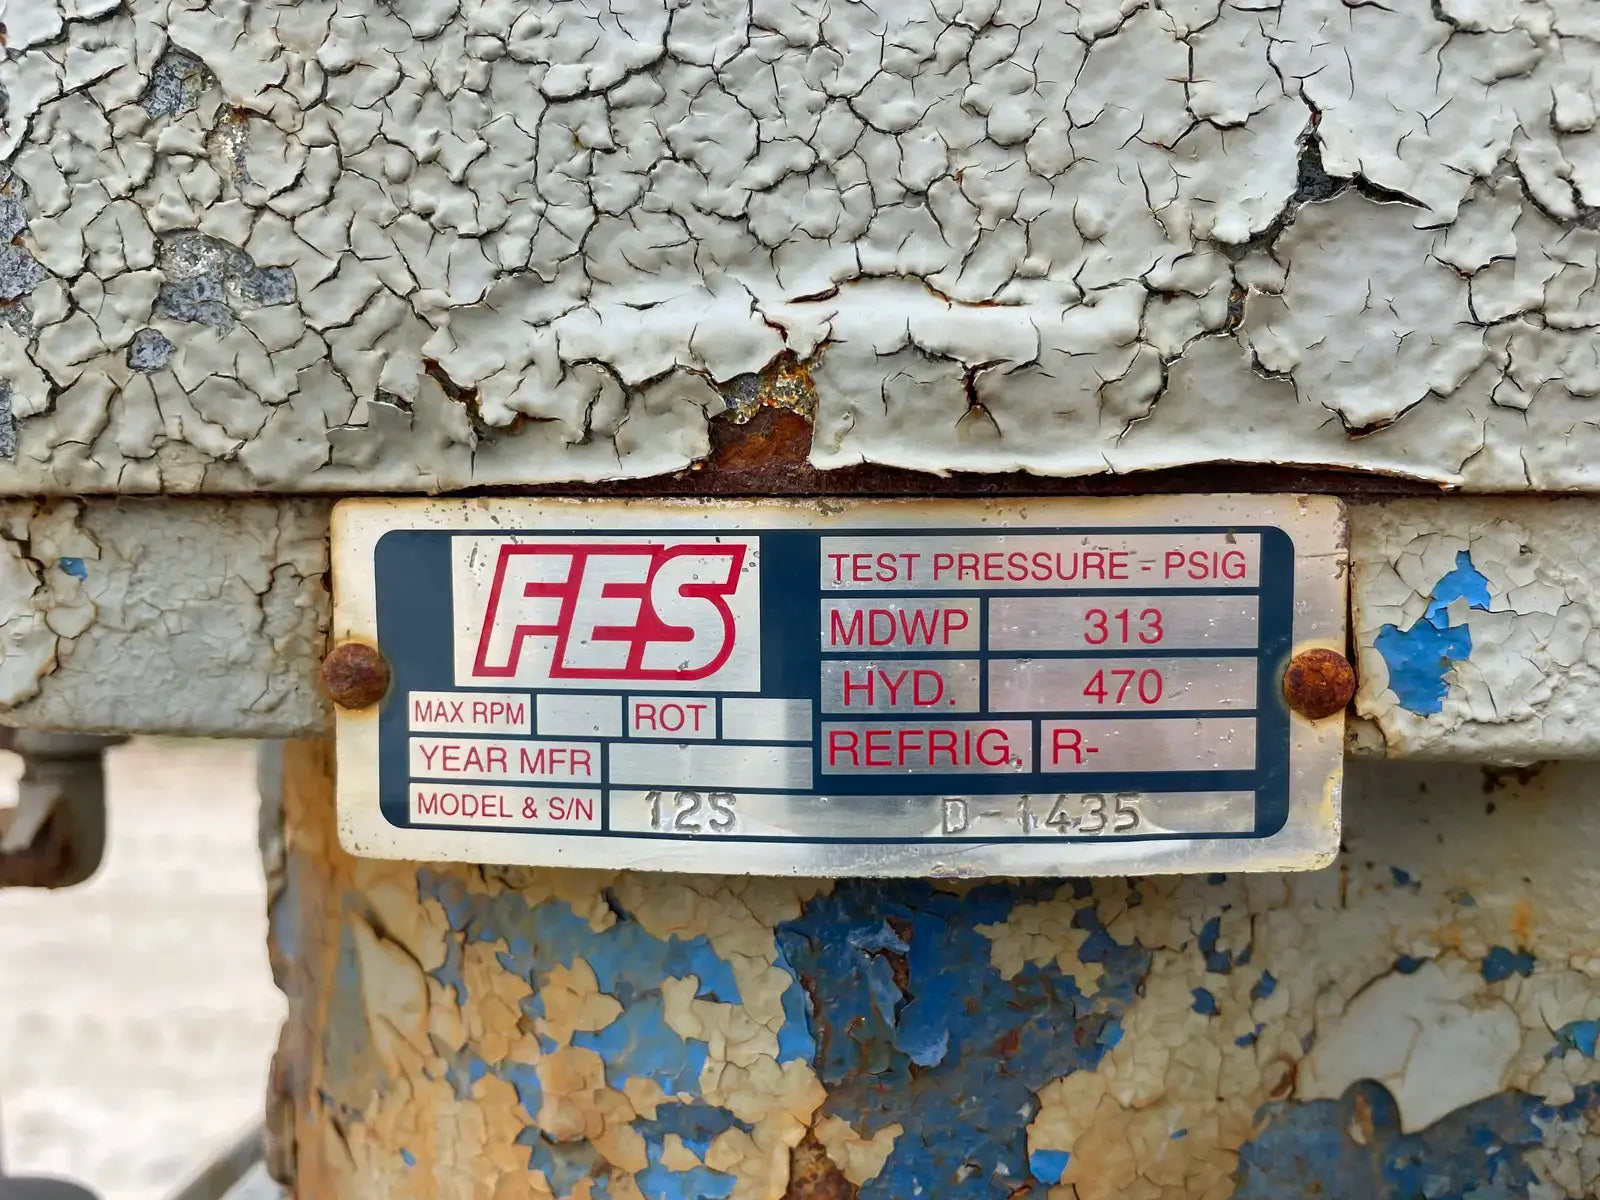 FES
MAX RPM ROT
YEAR MFR
MODEL & S/N 12S D-1435
TEST PRESSURE - PSIG
MDWP 313
HYD. 470
REFRIG. R-